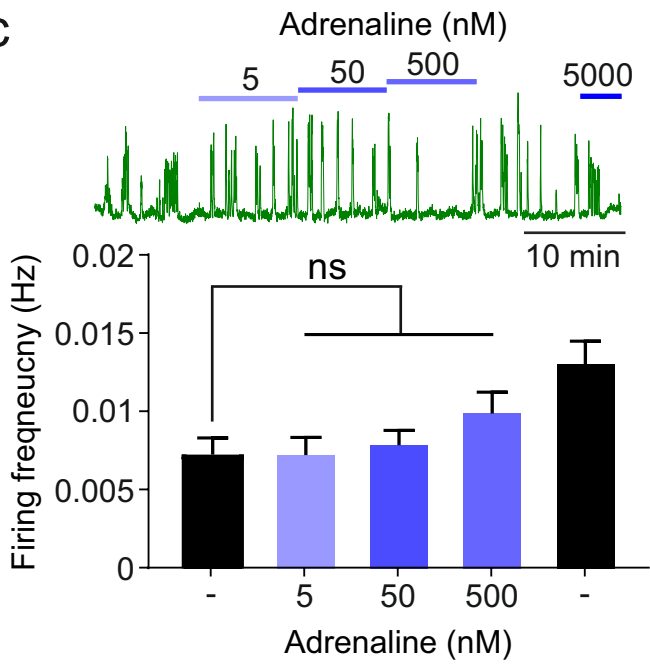 C
Adrenaline (nM)
5 50 500 5000
10 min
Firing freqneucny (Hz)
0.02
0.015
0.01
0.005
0
ns
- 5 50 500 -
Adrenaline (nM)